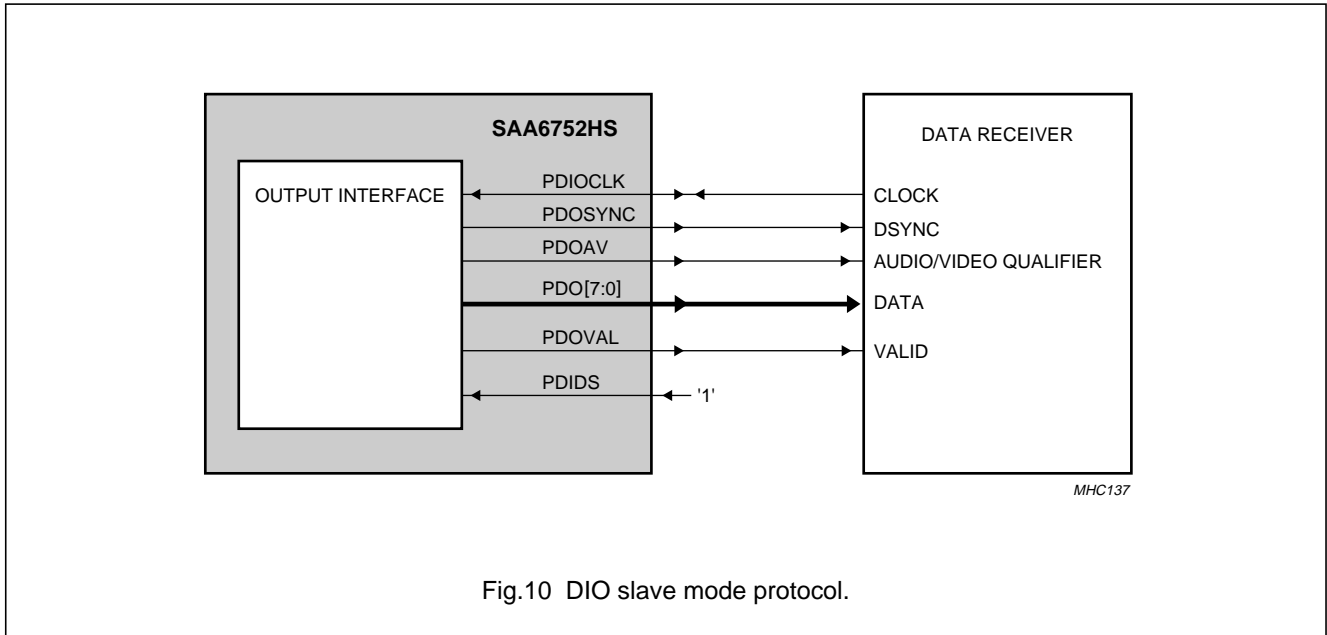 SAA6752HS
DATA RECEIVER
OUTPUT INTERFACE
PDIOCLK
CLOCK
PDOSYNC
DSYNC
PDOAV
AUDIO/VIDEO QUALIFIER
PDO[7:0]
DATA
PDOVAL
VALID
PDIDS
'1'
MHC137
Fig.10 DIO slave mode protocol.